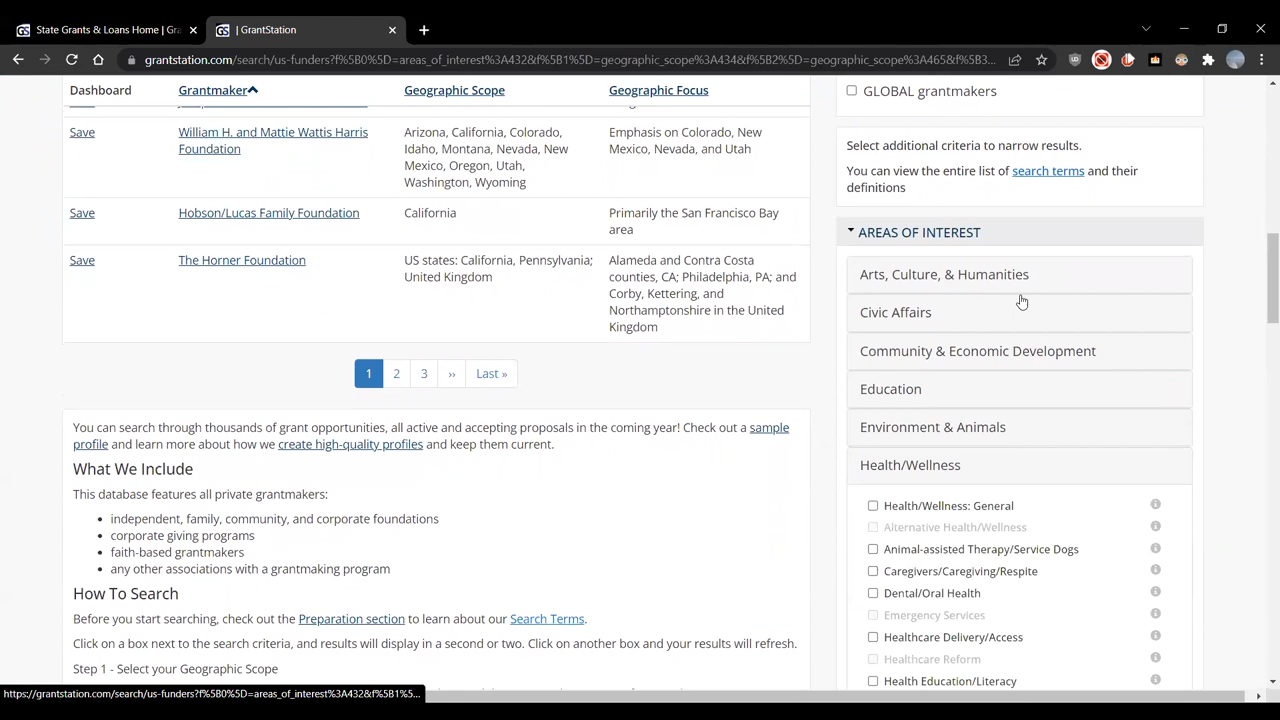 State Grants & Loans Home | Gra
| GrantStation
grantstation.com/search/us-funders?f%5B0%5D=areas_of_interest%3A432&f%5B1%5D=geographic_scope%3A434&f%5B2%5D=geographic_scope%3A465&f%5B3%...
Dashboard Grantmaker Geographic Scope Geographic Focus
Save William H. and Mattie Wattis Harris Foundation
Arizona, California, Colorado,
Idaho, Montana, Nevada, New
Mexico, Oregon, Utah,
Washington, Wyoming
Emphasis on Colorado, New
Mexico, Nevada, and Utah
Save Hobson/Lucas Family Foundation
California
Primarily the San Francisco Bay
area
Save The Horner Foundation
US states: California, Pennsylvania;
United Kingdom
Alameda and Contra Costa
counties, CA; Philadelphia, PA; and
Corby, Kettering, and
Northamptonshire in the United
Kingdom
1 2 3 ›› Last »
You can search through thousands of grant opportunities, all active and accepting proposals in the coming year! Check out a sample
profile and learn more about how we create high-quality profiles and keep them current.
What We Include
This database features all private grantmakers:
• independent, family, community, and corporate foundations
• corporate giving programs
• faith-based grantmakers
• any other associations with a grantmaking program
How To Search
Before you start searching, check out the Preparation section to learn about our Search Terms.
Click on a box next to the search criteria, and results will display in a second or two. Click on another box and your results will refresh.
Step 1 - Select your Geographic Scope
GLOBAL grantmakers
Select additional criteria to narrow results.
You can view the entire list of search terms and their
definitions
AREAS OF INTEREST
Arts, Culture, & Humanities
Civic Affairs
Community & Economic Development
Education
Environment & Animals
Health/Wellness
Health/Wellness: General
Alternative Health/Wellness
Animal-assisted Therapy/Service Dogs
Caregivers/Caregiving/Respite
Dental/Oral Health
Emergency Services
Healthcare Delivery/Access
Healthcare Reform
Health Education/Literacy
https://grantstation.com/search/us-funders?f%5B0%5D=areas_of_interest%3A432&f%5B1%5...